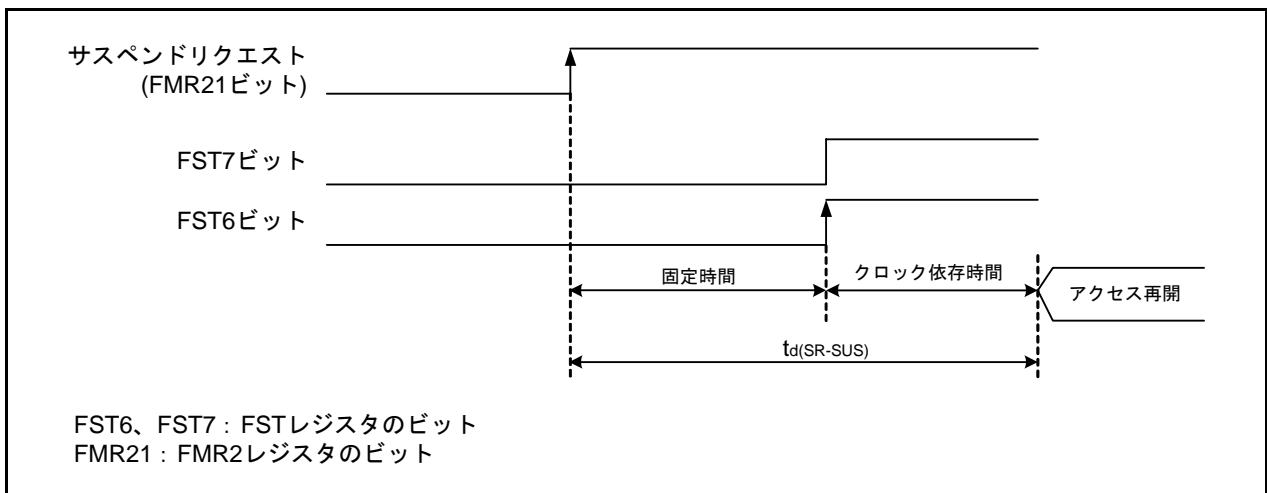 サスペンドリクエスト
(FMR21ビット)
FST7ビット
FST6ビット
固定時間
クロック依存時間
アクセス再開
td(SR-SUS)
FST6、FST7：FSTレジスタのビット
FMR21：FMR2レジスタのビット